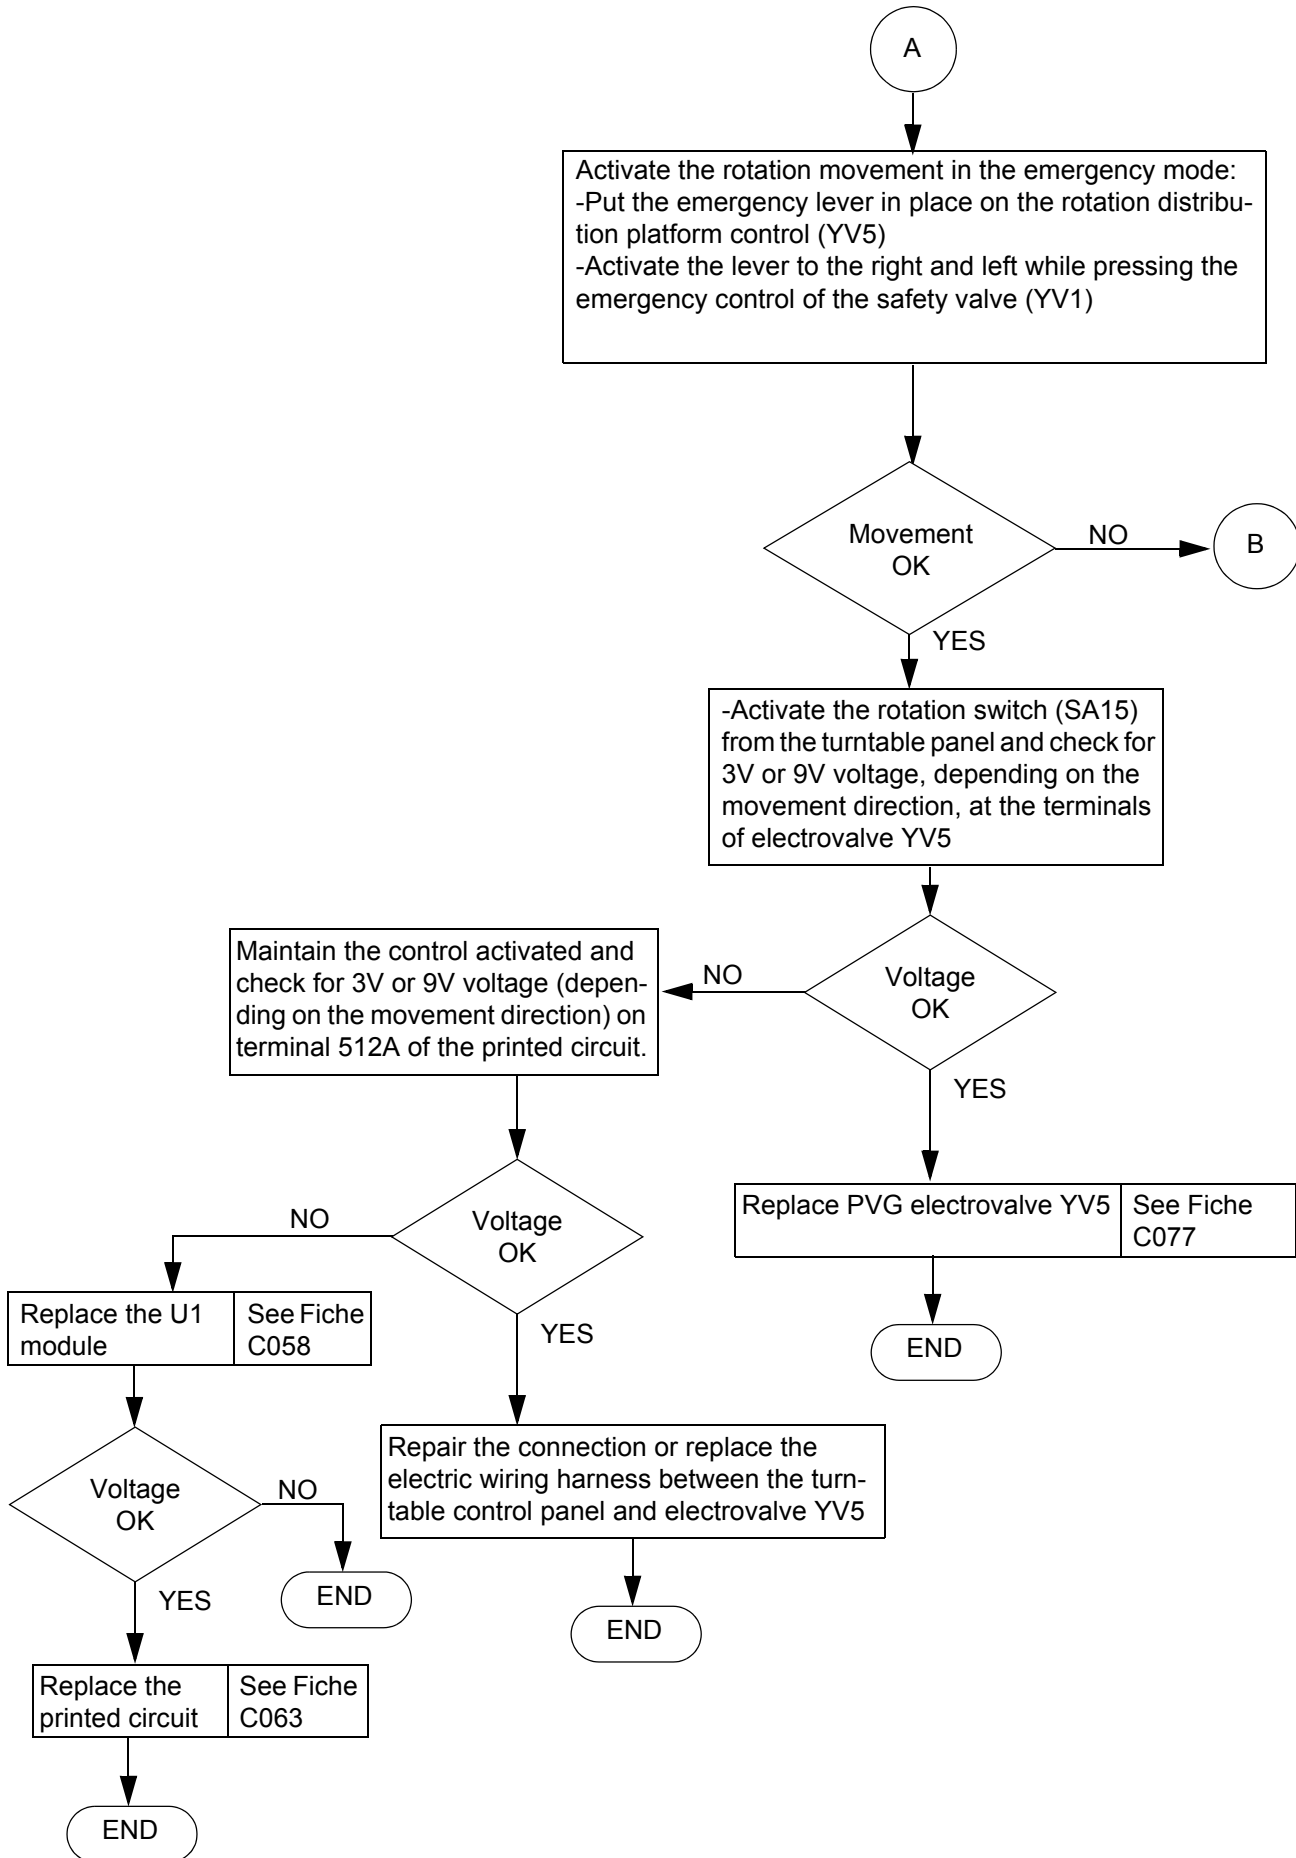 A
Activate the rotation movement in the emergency mode:
-Put the emergency lever in place on the rotation distribu-
tion platform control (YV5)
-Activate the lever to the right and left while pressing the
emergency control of the safety valve (YV1)
Movement
OK
NO
B
YES
-Activate the rotation switch (SA15)
from the turntable panel and check for
3V or 9V voltage, depending on the
movement direction, at the terminals
of electrovalve YV5
Voltage
OK
NO
Maintain the control activated and
check for 3V or 9V voltage (depen-
ding on the movement direction) on
terminal 512A of the printed circuit.
YES
Replace PVG electrovalve YV5
See Fiche
C077
END
Voltage
OK
NO
Replace the U1
module
See Fiche
C058
YES
Repair the connection or replace the
electric wiring harness between the turn-
table control panel and electrovalve YV5
END
Voltage
OK
NO
END
YES
Replace the
printed circuit
See Fiche
C063
END